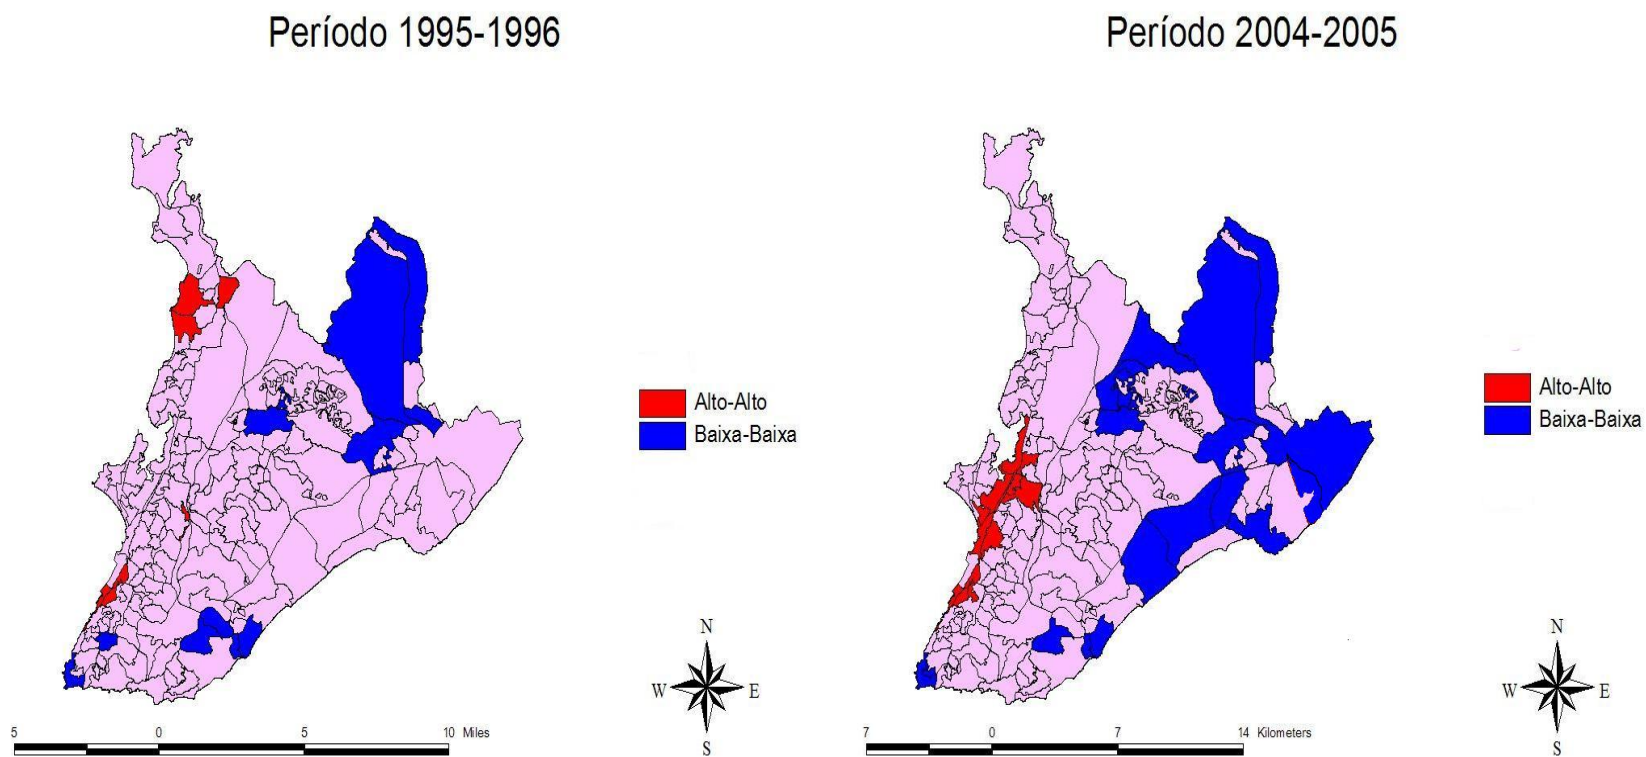 Período 1995-1996
Período 2004-2005
Alto-Alto
Baixa-Baixa
Alto-Alto
Baixa-Baixa
N
W E
S
N
W E
S
5 0 5 10 Miles
7 0 7 14 Kilometers